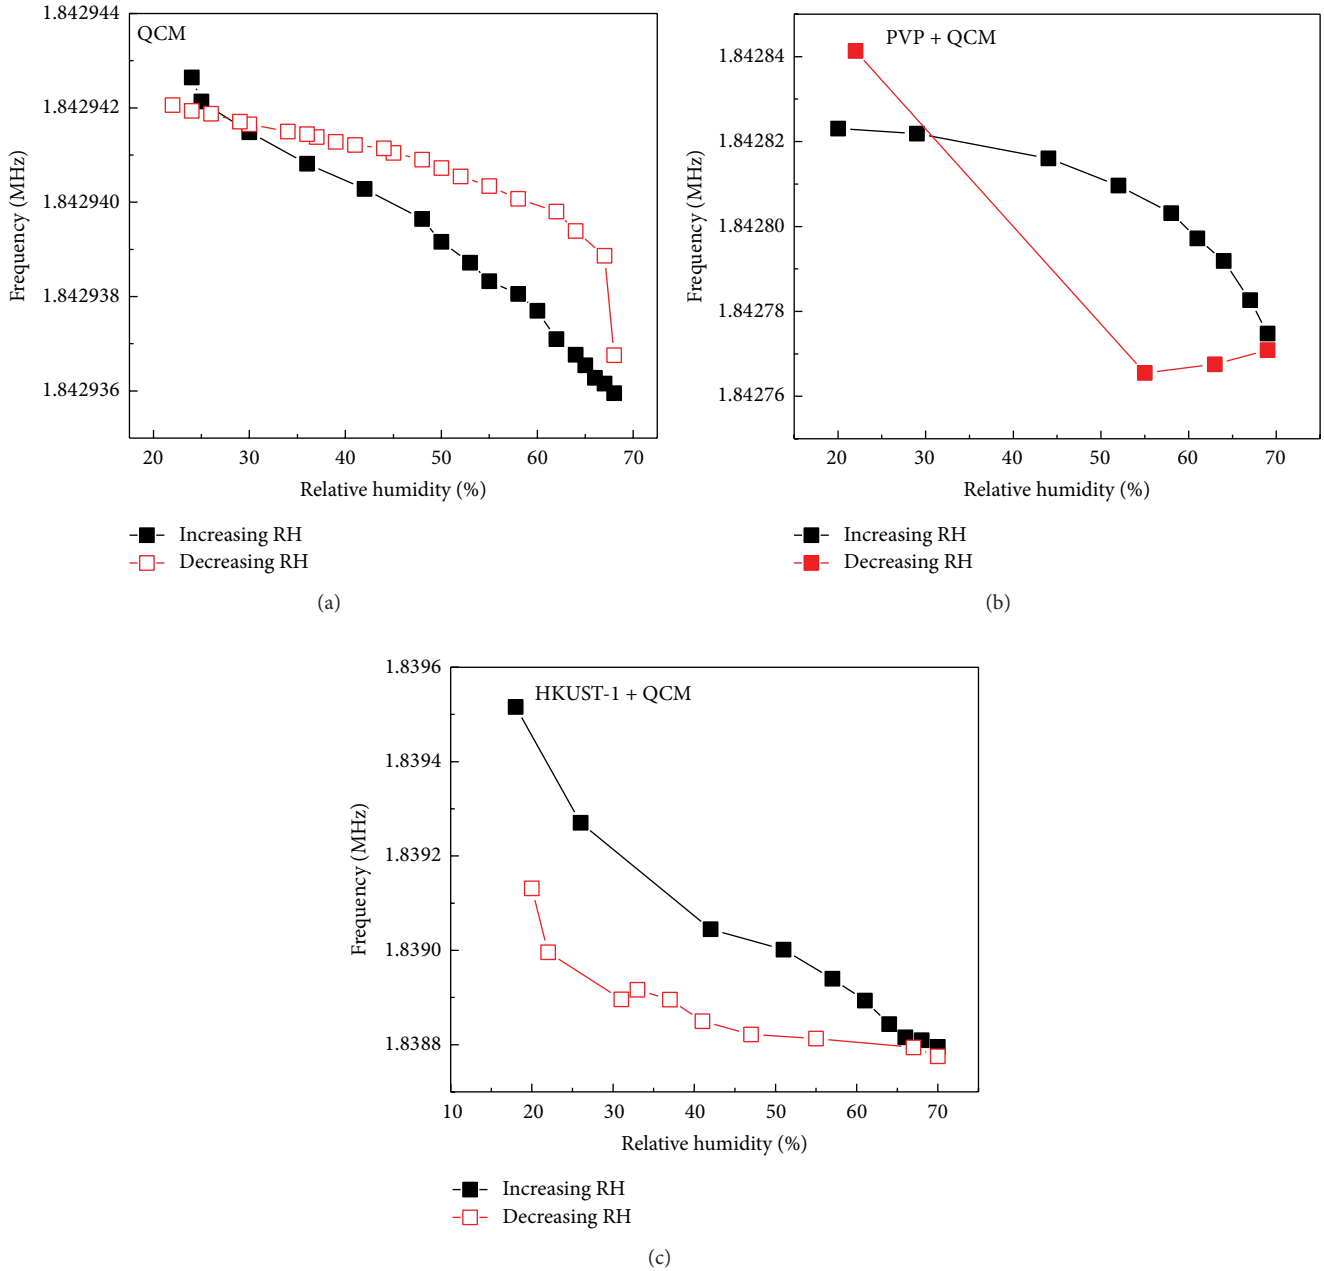 QCM
1.842944
1.842942
1.842940
1.842938
1.842936
Frequency (MHz)
20 30 40 50 60 70
Relative humidity (%)
Increasing RH
Decreasing RH
(a)
PVP + QCM
1.84284
1.84282
1.84280
1.84278
1.84276
Frequency (MHz)
20 30 40 50 60 70
Relative humidity (%)
Increasing RH
Decreasing RH
(b)
HKUST-1 + QCM
1.8396
1.8394
1.8392
1.8390
1.8388
Frequency (MHz)
10 20 30 40 50 60 70
Relative humidity (%)
Increasing RH
Decreasing RH
(c)